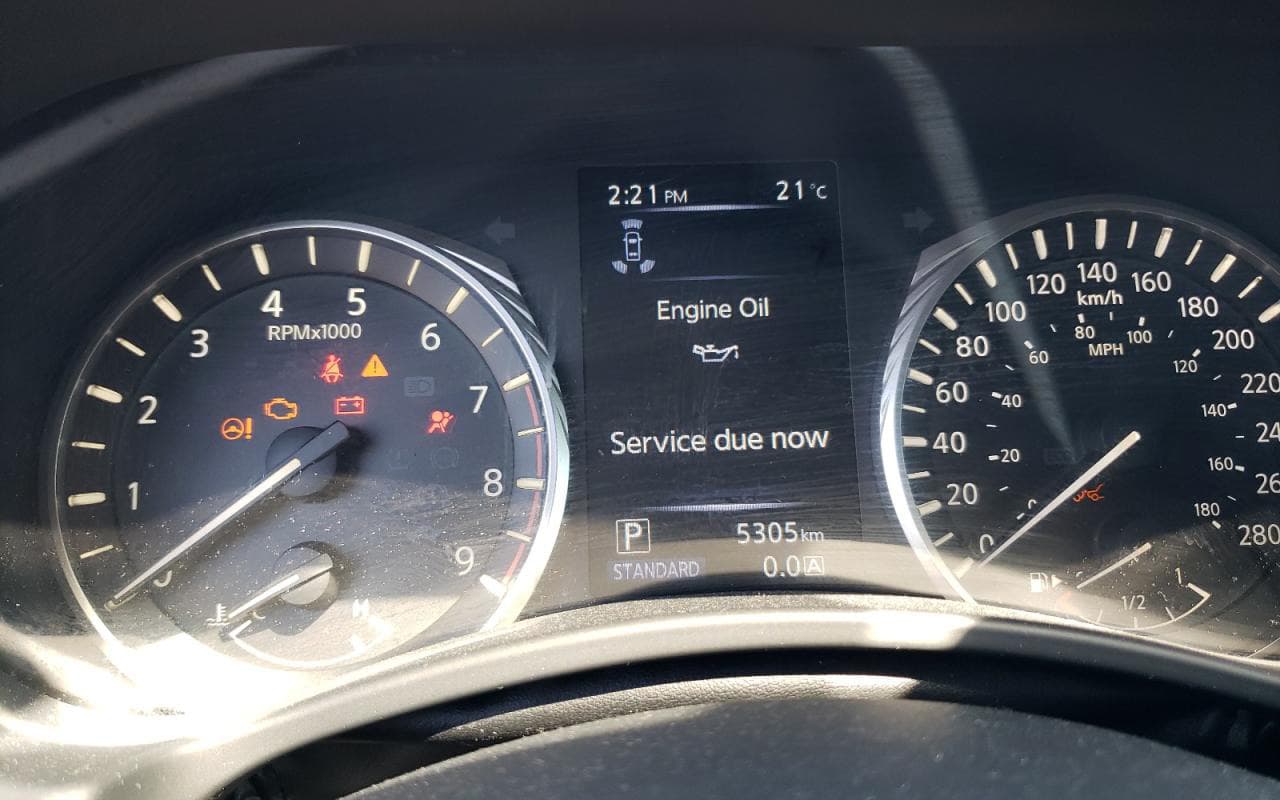 2:21 PM 21°C
Engine Oil
Service due now
P 5305km
STANDARD 0.0 A
1 2 3 4 5 6 7 8 9
RPMx1000
H
0 20 40 60 80 100 120 140 160 180 200 220
280
km/h
20 40 60 80 100 120 140 160 180
MPH
1/2 1